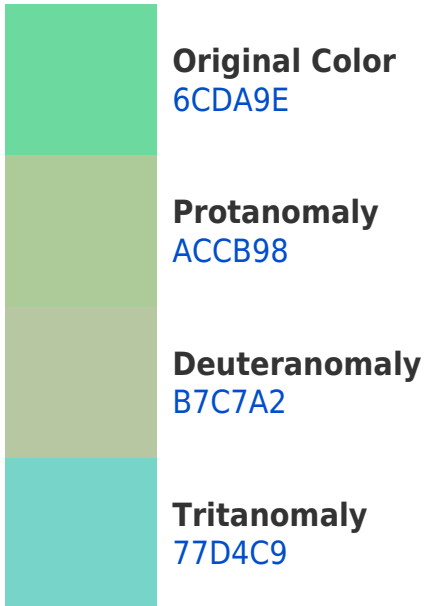 Original Color
6CDA9E
Protanomaly
ACCB98
Deuteranomaly
B7C7A2
Tritanomaly
77D4C9